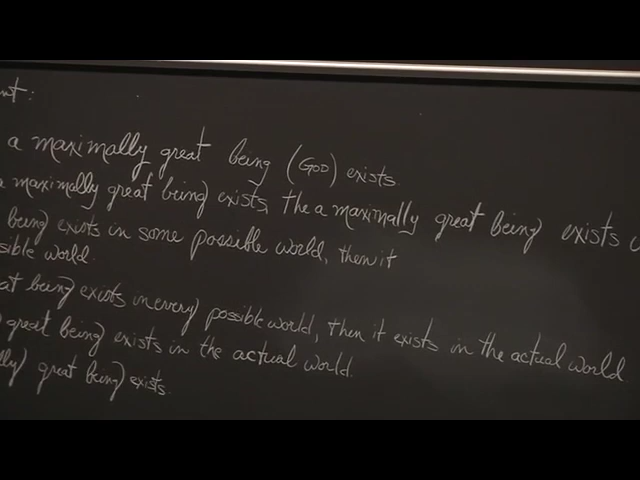 nt:
a maximally great being (God) exists.
a maximally great being exists, the a maximally great being exists
being exists in some possible world, then it
sible world.
at being exists in every possible world, then it exists in the actual world
great being exists in the actual world.
lly great being exists.